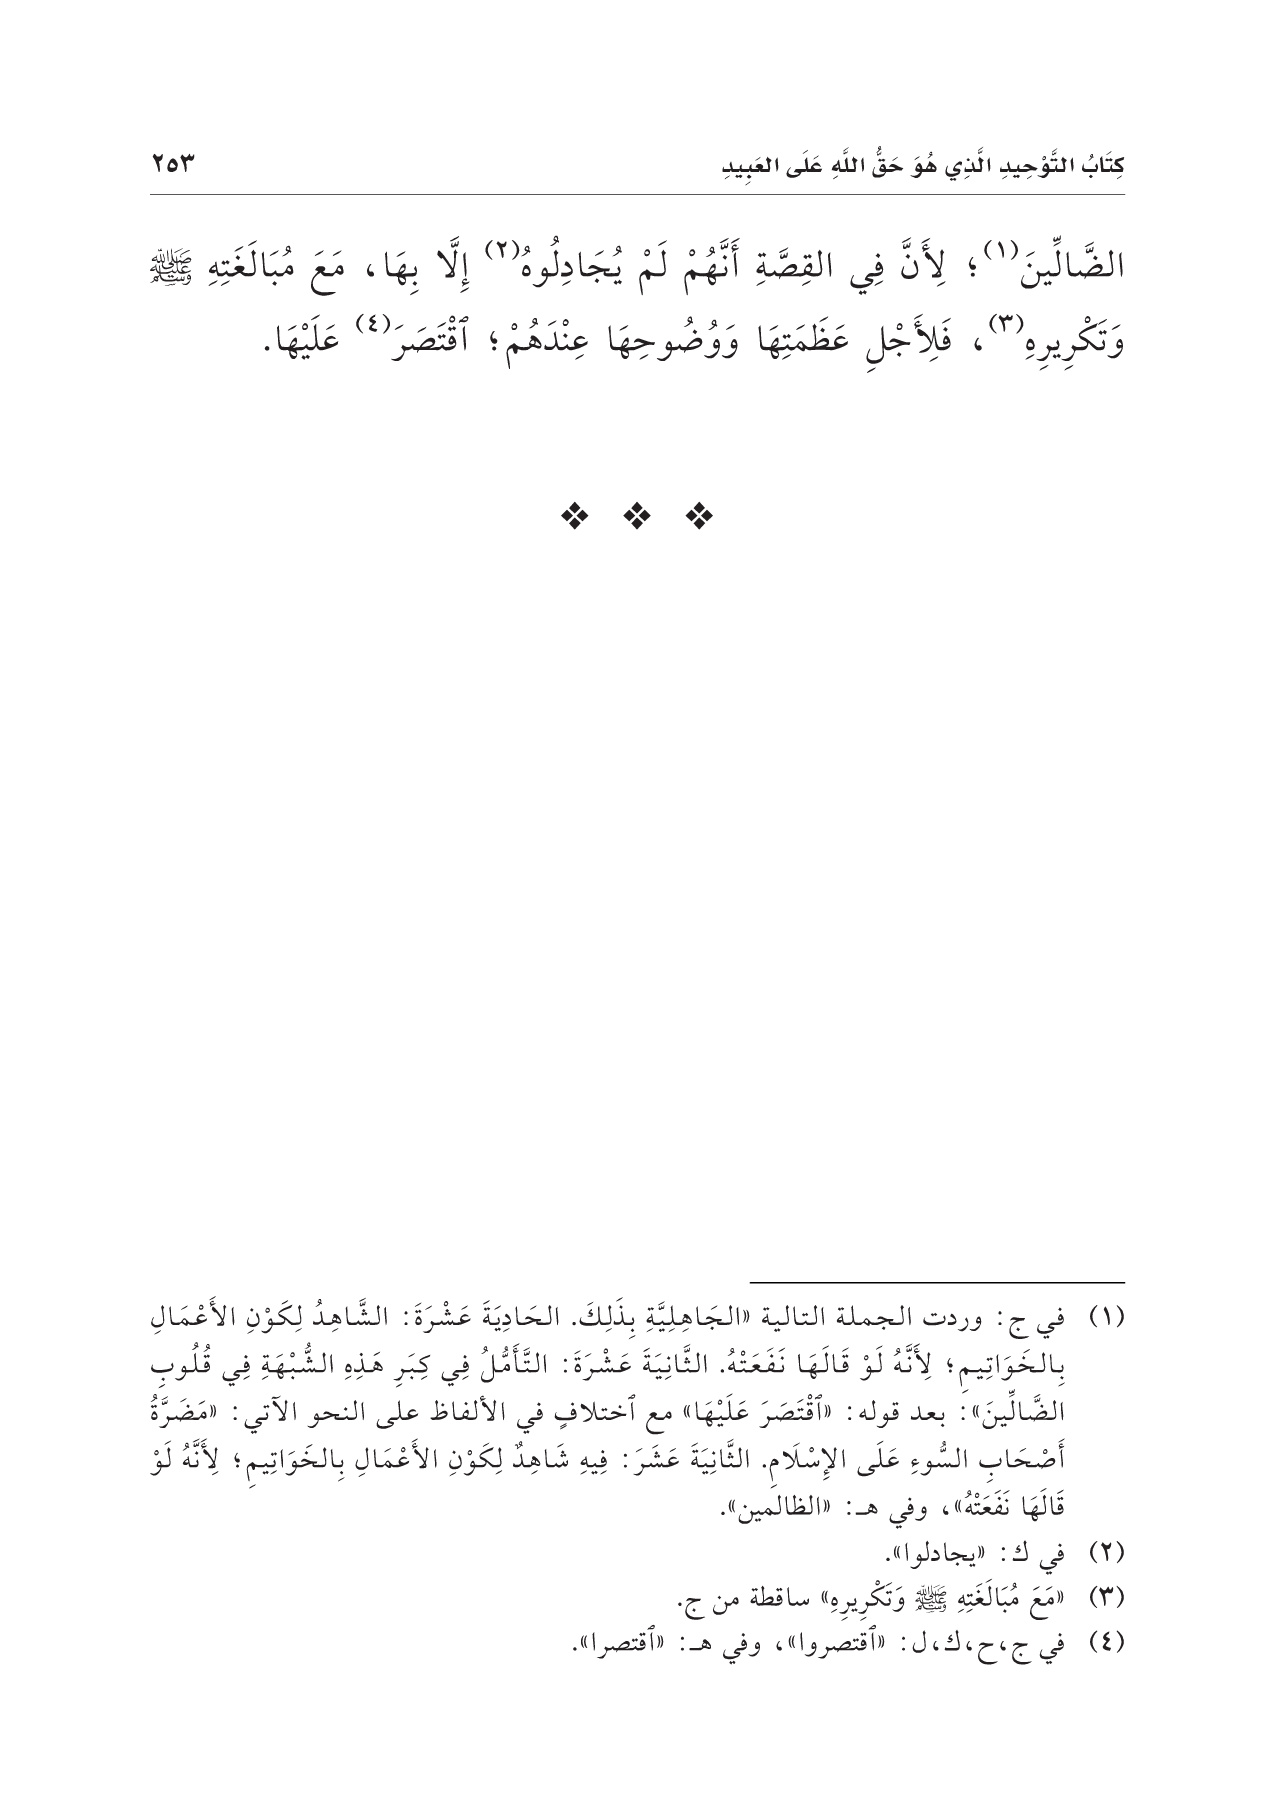 كِتَابُ التَّوْحِيدِ الَّذِي هُوَ حَقُّ اللَّهِ عَلَى العَبِيدِ ٢٥٣
الضَّالِّينَ(١)؛ لِأَنَّ فِي القِصَّةِ أَنَّهُمْ لَمْ يُجَادِلُوهُ(٢) إِلَّا بِهَا، مَعَ مُبَالَغَتِهِ ﷺ
وَتَكْرِيرِهِ(٣)، فَلِأَجْلِ عَظَمَتِهَا وَوُضُوحِهَا عِنْدَهُمْ؛ ٱقْتَصَرَ(٤) عَلَيْهَا.
❖ ❖ ❖
(١) في ج: وردت الجملة التالية «الجَاهِلِيَّةِ بِذَلِكَ. الحَادِيَةَ عَشْرَةَ: الشَّاهِدُ لِكَوْنِ الأَعْمَالِ
بِالخَوَاتِيمِ؛ لِأَنَّهُ لَوْ قَالَهَا نَفَعَتْهُ. الثَّانِيَةَ عَشْرَةَ: التَّأَمُّلُ فِي كِبَرِ هَذِهِ الشُّبْهَةِ فِي قُلُوبِ
الضَّالِّينَ»: بعد قوله: «ٱقْتَصَرَ عَلَيْهَا» مع ٱختلافٍ في الألفاظ على النحو الآتي: «مَضَرَّةُ
أَصْحَابِ السُّوءِ عَلَى الإِسْلَامِ. الثَّانِيَةَ عَشَرَ: فِيهِ شَاهِدٌ لِكَوْنِ الأَعْمَالِ بِالخَوَاتِيمِ؛ لِأَنَّهُ لَوْ
قَالَهَا نَفَعَتْهُ»، وفي هـ: «الظالمين».
(٢) في ك: «يجادلوا».
(٣) «مَعَ مُبَالَغَتِهِ ﷺ وَتَكْرِيرِهِ» ساقطة من ج.
(٤) في ج،ح،ك،ل: «ٱقتصروا»، وفي هـ: «ٱقتصرا».